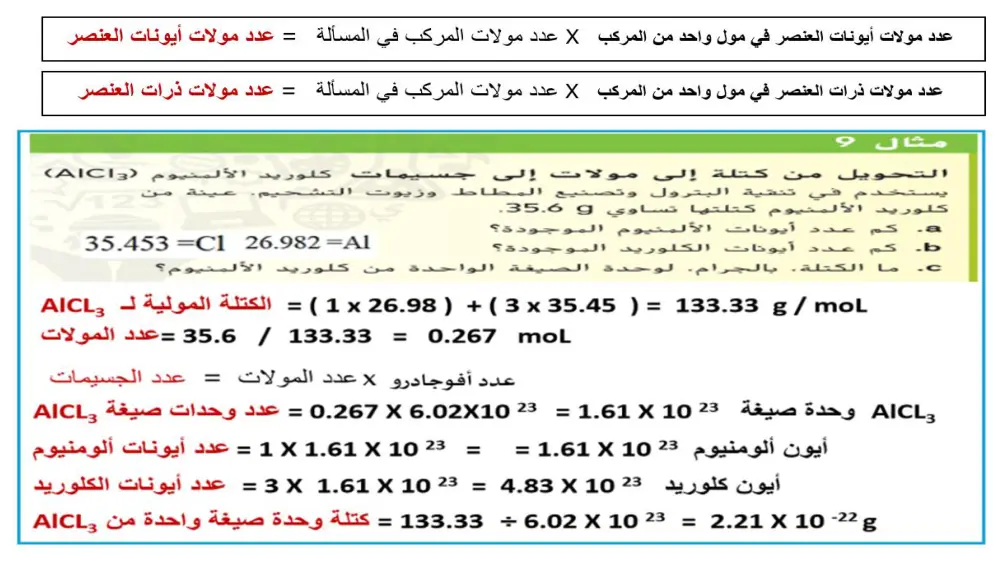 عدد مولات أيونات العنصر في مول واحد من المركب X عدد مولات المركب في المسألة = عدد مولات أيونات العنصر
عدد مولات ذرات العنصر في مول واحد من المركب X عدد مولات المركب في المسألة = عدد مولات ذرات العنصر
مثال 9
التحويل من كتلة إلى مولات إلى جسيمات كلوريد الألمنيوم (AlCl3)
يستخدم في تنقية البترول وتصنيع المطاط وزيوت التشحيم. عينة من
كلوريد الألمنيوم كتلتها تساوي 35.6 g.
a. كم عدد أيونات الألمنيوم الموجودة؟
35.453 =Cl 26.982 =Al
b. كم عدد أيونات الكلوريد الموجودة؟
c. ما الكتلة، بالجرام، لوحدة الصيغة الواحدة من كلوريد الألمنيوم؟
الكتلة المولية لـ AlCL3 = ( 1 x 26.98 ) + ( 3 x 35.45 ) = 133.33 g / moL
عدد المولات = 35.6 / 133.33 = 0.267 moL
عدد الجسيمات = عدد المولات x عدد أفوجادرو
عدد وحدات صيغة AlCL3 = 0.267 X 6.02X10 23 = 1.61 X 10 23 وحدة صيغة AlCL3
عدد أيونات ألومنيوم = 1 X 1.61 X 10 23 = = 1.61 X 10 23 أيون ألومنيوم
عدد أيونات الكلوريد = 3 X 1.61 X 10 23 = 4.83 X 10 23 أيون كلوريد
كتلة وحدة صيغة واحدة من AlCL3 = 133.33 ÷ 6.02 X 10 23 = 2.21 X 10 -22 g